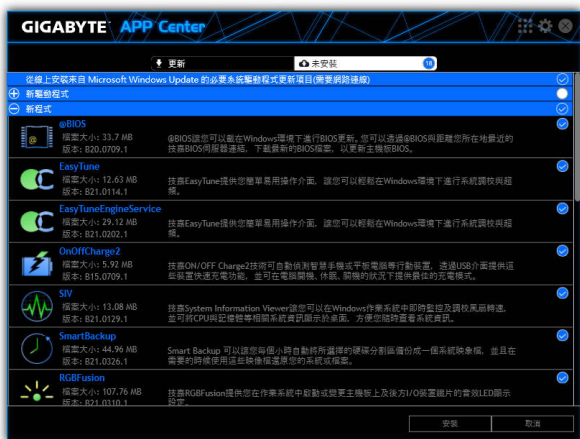 GIGABYTE APP Center
更新
未安裝 18
從線上安裝來自 Microsoft Windows Update 的必要系統驅動程式更新項目(需要網路連線)
新驅動程式
新程式
@BIOS
檔案大小: 33.7 MB
版本: B20.0709.1
@BIOS讓您可以載在Windows環境下進行BIOS更新。您可以透過@BIOS與距離您所在地最近的
技嘉BIOS伺服器連結，下載最新的BIOS檔案，以更新主機板BIOS。
EasyTune
檔案大小: 12.63 MB
版本: B21.0114.1
技嘉EasyTune提供您簡單易用操作介面，讓您可以輕鬆在Windows環境下進行系統調校與超
頻。
EasyTuneEngineService
檔案大小: 29.12 MB
版本: B21.0202.1
技嘉EasyTune提供您簡單易用操作介面，讓您可以輕鬆在Windows環境下進行系統調校與超
頻。
OnOffCharge2
檔案大小: 5.92 MB
版本: B15.0709.1
技嘉ON/OFF Charge2技術可自動偵測智慧手機或平板電腦等行動裝置，透過USB介面提供這
些裝置快速充電功能，並可在電腦開機、休眠、關機的狀況下提供最佳的充電模式。
SIV
檔案大小: 13.08 MB
版本: B21.0129.1
技嘉System Information Viewer讓您可以在Windows作業系統中即時監控及調校風扇轉速，
並可將CPU與記憶體等相關系統資訊顯示於桌面，方便您隨時查看系統資訊。
SmartBackup
檔案大小: 44.96 MB
版本: B21.0326.1
Smart Backup 可以讓您每個小時自動將所選擇的硬碟分割區備份成一個系統映象檔，並且在
需要的時候使用這些映像檔還原您的系統或檔案。
RGBFusion
檔案大小: 107.76 MB
版本: B21.0310.1
技嘉RGBFusion提供您在作業系統中啟動或變更主機板上及後方I/O裝置鐵片的音效LED顯示
設定。
安裝
取消